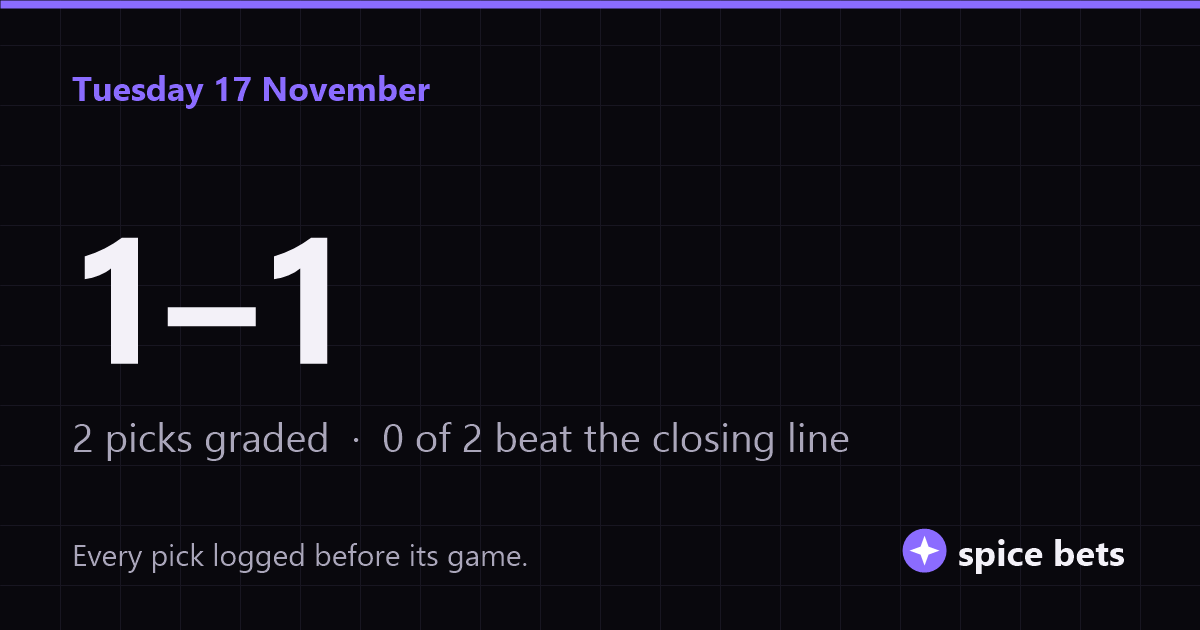 Tuesday 17 November
1–1
2 picks graded · 0 of 2 beat the closing line
Every pick logged before its game.
spice bets